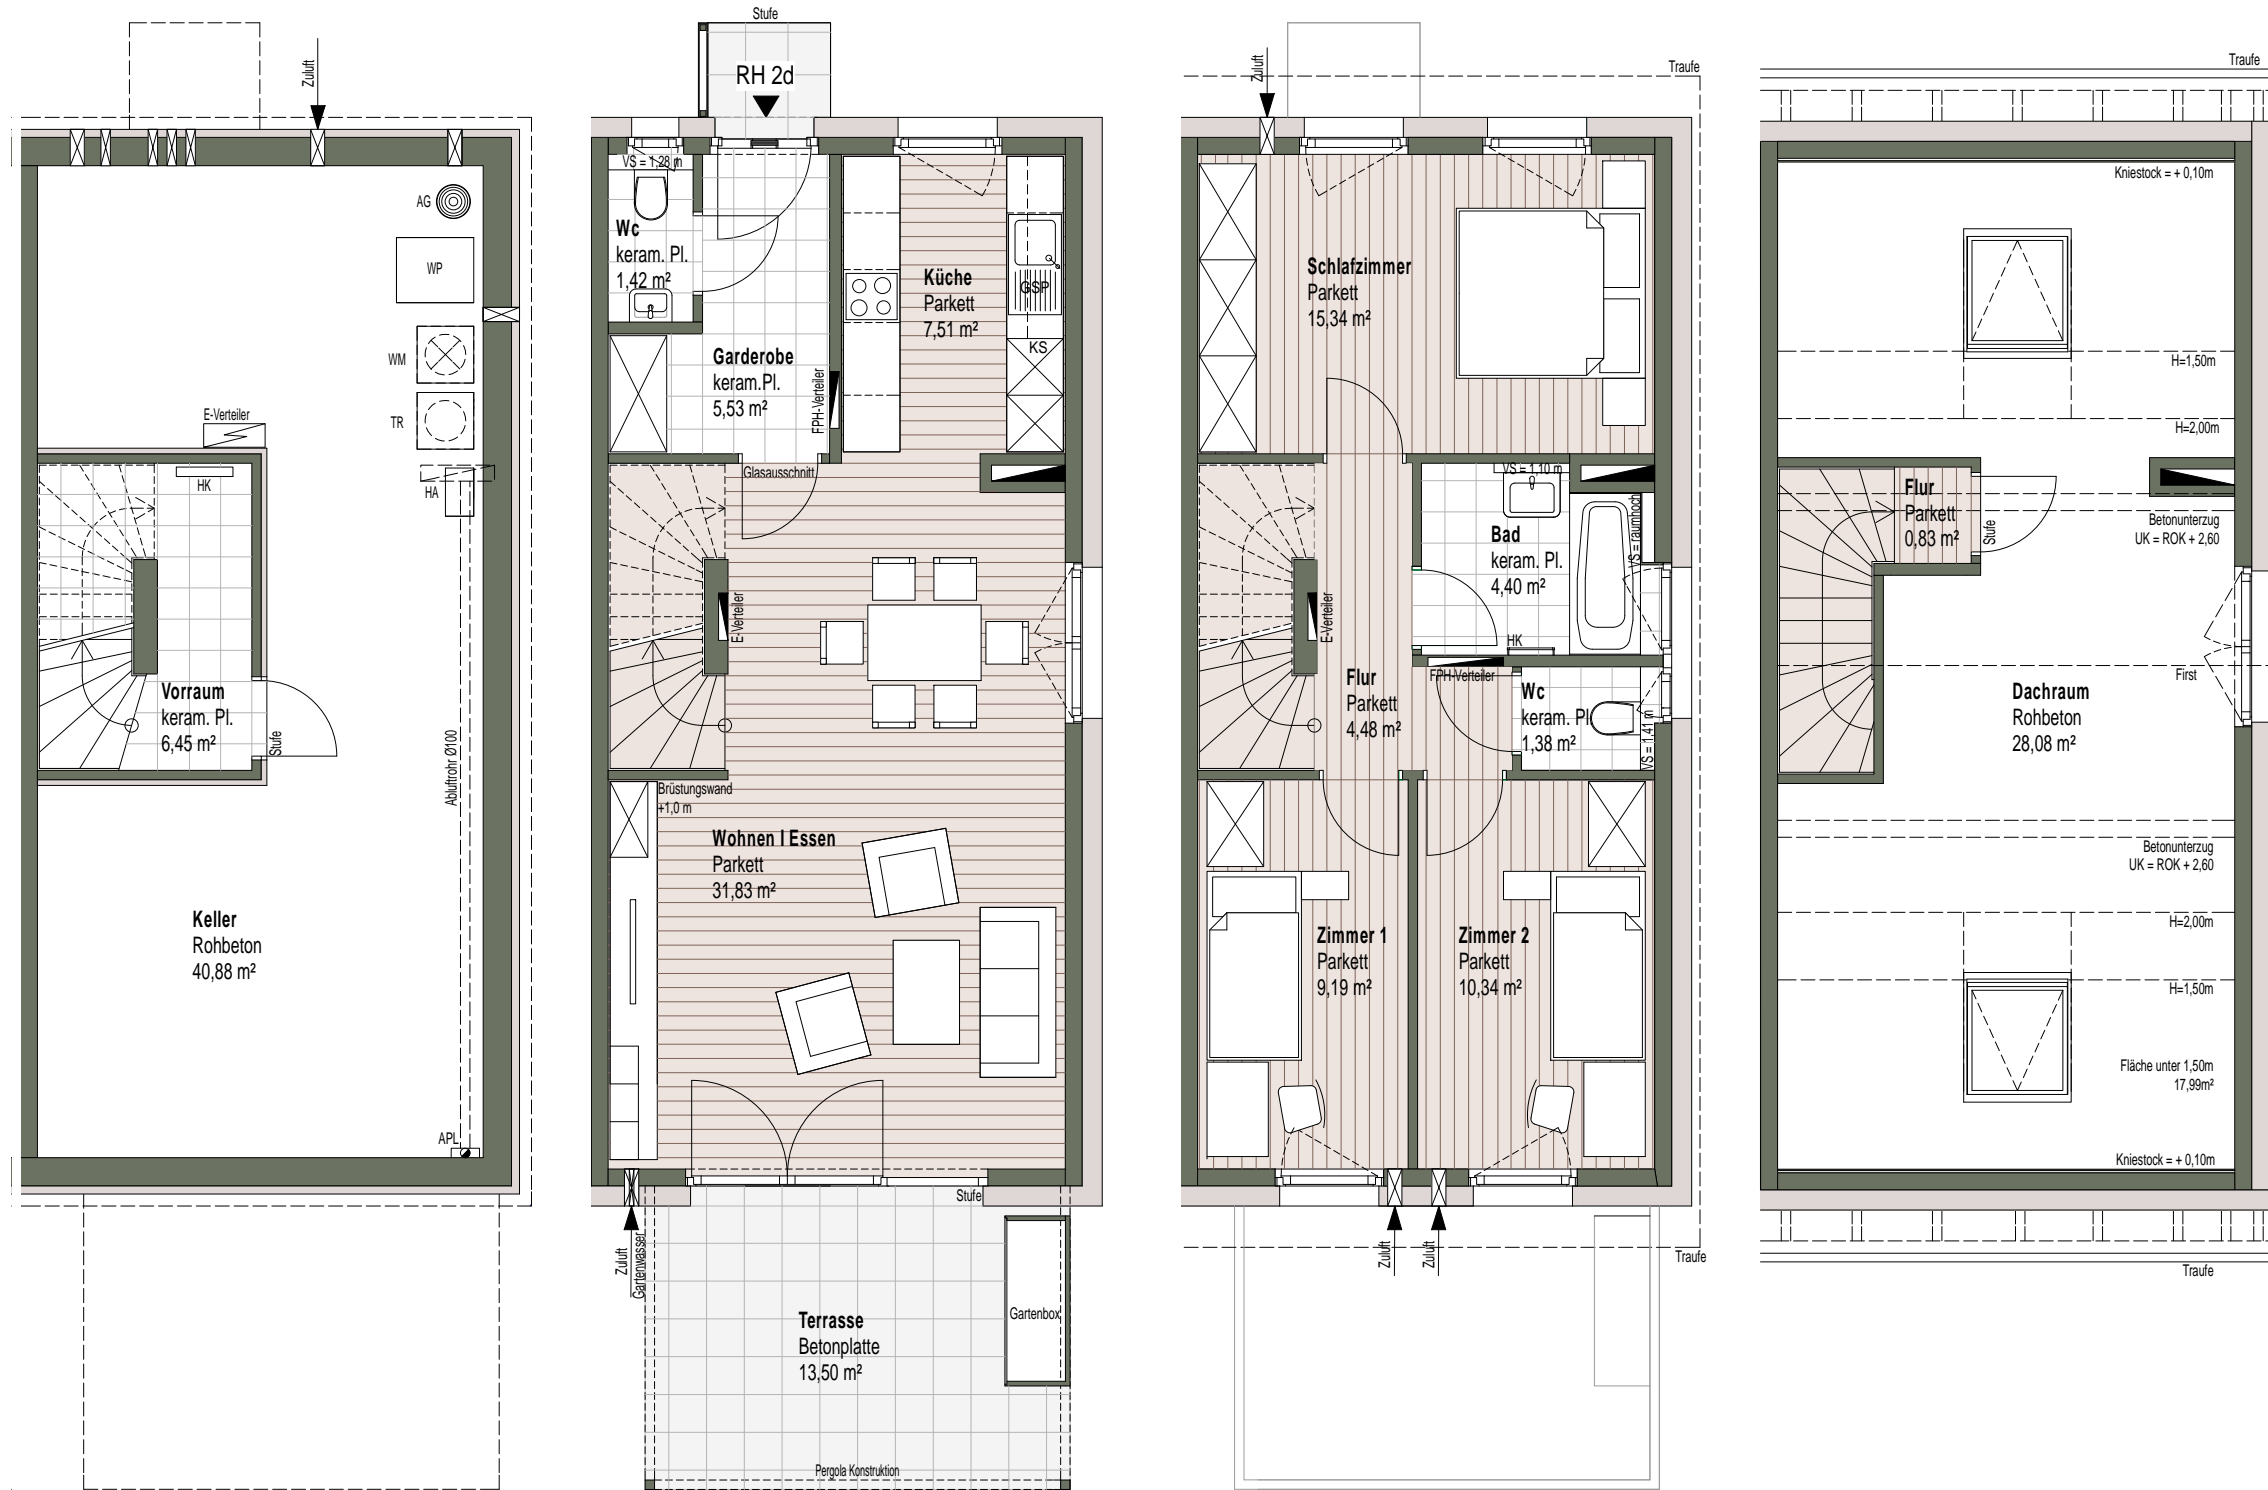 Zuluft
AG
WP
WM
TR
E-Verteiler
HK
HA
Vorraum
keram. Pl.
6,45 m²
Stufe
Abluftrohr Ø100
Keller
Rohbeton
40,88 m²
APL
Stufe
RH 2d
VS = 1,28 m
Wc
keram. Pl.
1,42 m²
Küche
Parkett
7,51 m²
GSP
KS
Garderobe
keram.Pl.
5,53 m²
FPH-Verteiler
Glasausschnitt
E-Verteiler
Brüstungswand
+1,0 m
Wohnen I Essen
Parkett
31,83 m²
Stufe
Zuluft
Gartenwasser
Gartenbox
Terrasse
Betonplatte
13,50 m²
Pergola Konstruktion
Zuluft
Traufe
Schlafzimmer
Parkett
15,34 m²
VS = 1,10 m
VS = raumhoch
Bad
keram. Pl.
4,40 m²
E-Verteiler
HK
FPH-Verteiler
Flur
Parkett
4,48 m²
Wc
keram. Pl.
1,38 m²
VS = 1,41 m
Zimmer 1
Parkett
9,19 m²
Zimmer 2
Parkett
10,34 m²
Zuluft
Zuluft
Traufe
Traufe
Kniestock = + 0,10m
H=1,50m
H=2,00m
Flur
Parkett
0,83 m²
Stufe
Betonunterzug
UK = ROK + 2,60
First
Dachraum
Rohbeton
28,08 m²
Betonunterzug
UK = ROK + 2,60
H=2,00m
H=1,50m
Fläche unter 1,50m
17,99m²
Kniestock = + 0,10m
Traufe